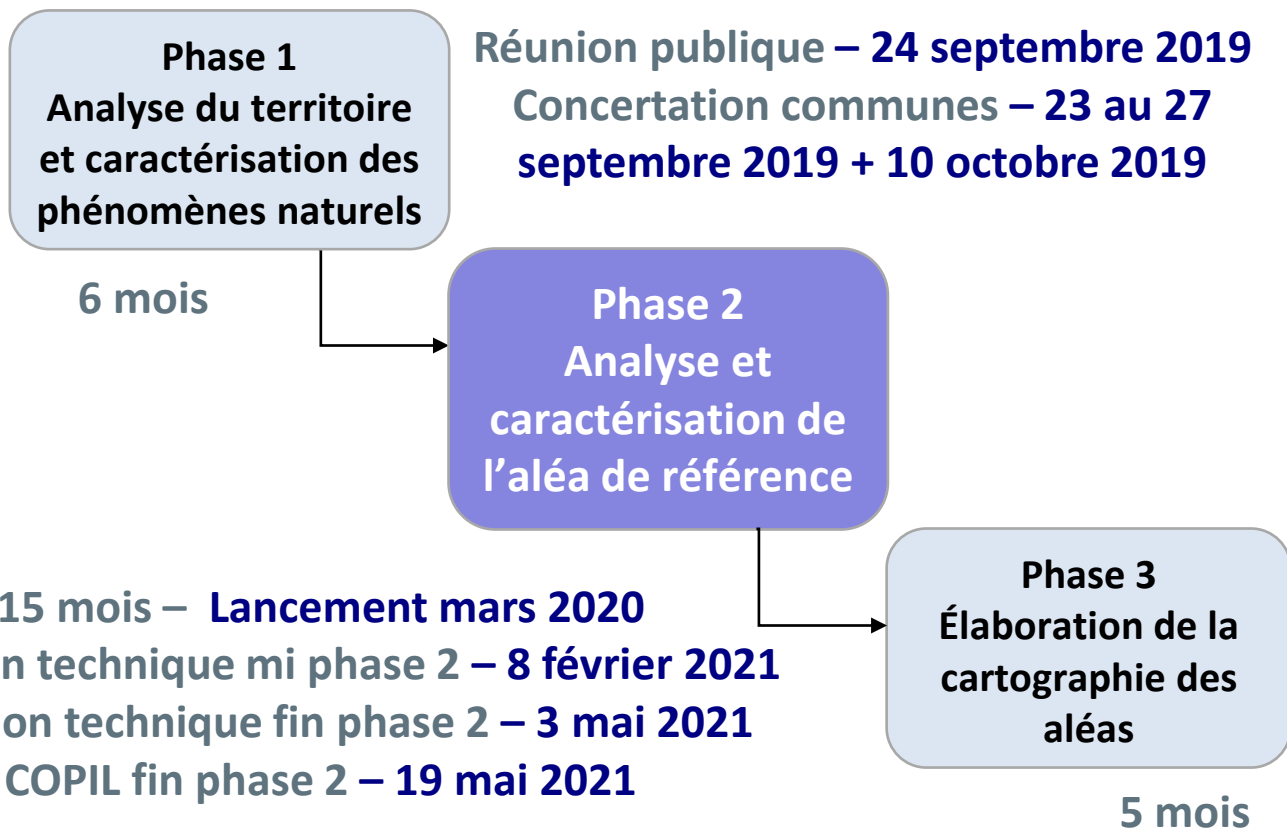 Phase 1
Analyse du territoire
et caractérisation des
phénomènes naturels
Réunion publique – 24 septembre 2019
Concertation communes – 23 au 27
septembre 2019 + 10 octobre 2019
6 mois
Phase 2
Analyse et
caractérisation de
l’aléa de référence
15 mois – Lancement mars 2020
n technique mi phase 2 – 8 février 2021
on technique fin phase 2 – 3 mai 2021
COPIL fin phase 2 – 19 mai 2021
Phase 3
Élaboration de la
cartographie des
aléas
5 mois